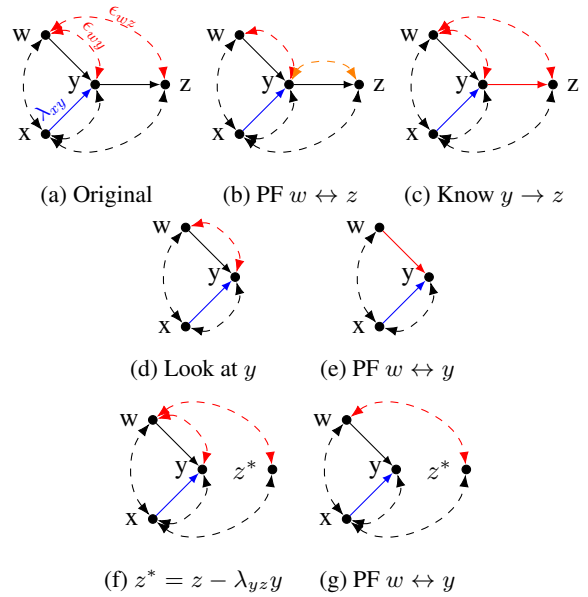 w w w
ϵ_wz
ϵ_wy
y z y z y z
λ_xy
x x x
(a) Original (b) PF w ↔ z (c) Know y → z
w w
y y
x x
(d) Look at y (e) PF w ↔ y
w w
y z* y z*
x x
(f) z* = z − λ_yz y (g) PF w ↔ y